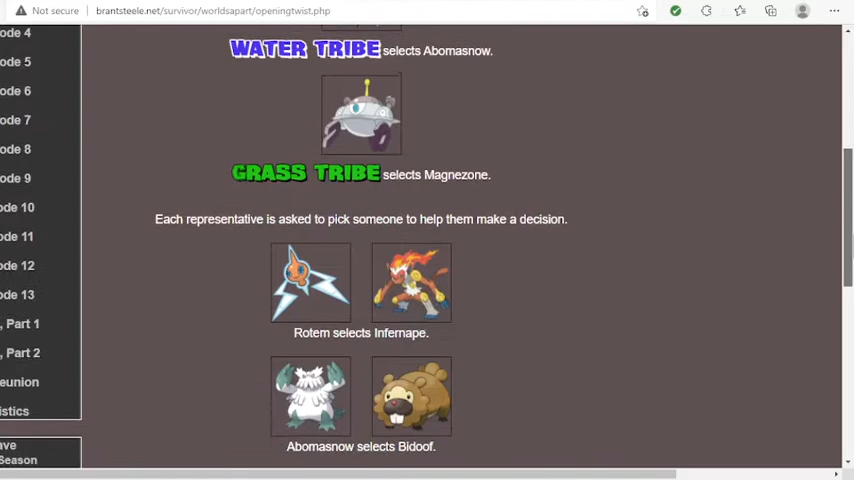 Not secure | brantsteele.net/survivor/worldsapart/openingtwist.php
ode 4
ode 5
ode 6
ode 7
ode 8
ode 9
ode 10
ode 11
ode 12
ode 13
, Part 1
, Part 2
eunion
istics
ave
Season
WATER TRIBE selects Abomasnow.
GRASS TRIBE selects Magnezone.
Each representative is asked to pick someone to help them make a decision.
Rotem selects Infernape.
Abomasnow selects Bidoof.